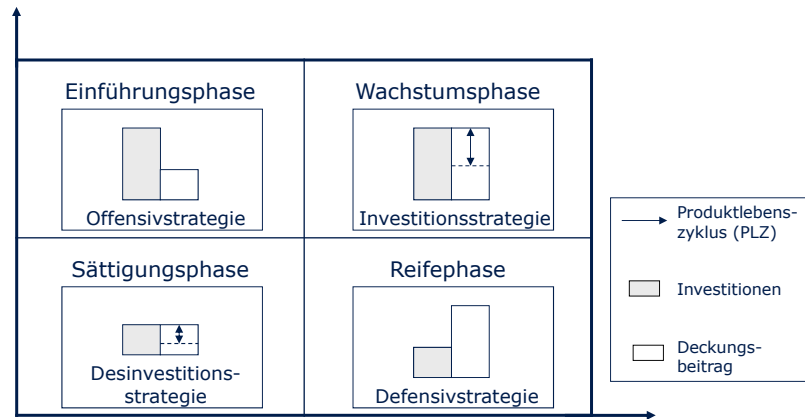 Einführungsphase
Offensivstrategie
Wachstumsphase
Investitionsstrategie
Sättigungsphase
Desinvestitions-
strategie
Reifephase
Defensivstrategie
Produktlebens-
zyklus (PLZ)
Investitionen
Deckungs-
beitrag